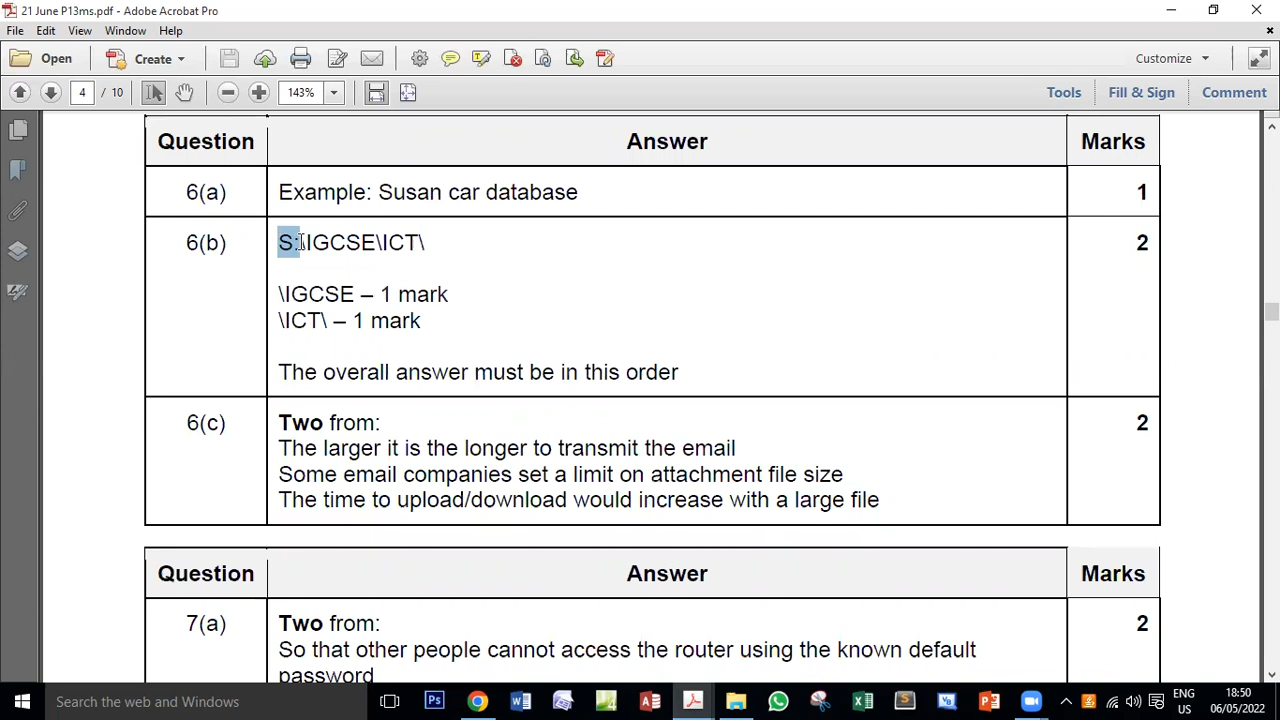 21 June P13ms.pdf - Adobe Acrobat Pro
File Edit View Window Help
Open Create Customize
4 / 10 143% Tools Fill & Sign Comment
Question Answer Marks
6(a) Example: Susan car database 1
6(b) S:\IGCSE\ICT\ 2
\IGCSE – 1 mark
\ICT\ – 1 mark
The overall answer must be in this order
6(c) Two from: 2
The larger it is the longer to transmit the email
Some email companies set a limit on attachment file size
The time to upload/download would increase with a large file
Question Answer Marks
7(a) Two from: 2
So that other people cannot access the router using the known default
password
Search the web and Windows
ENG 18:50
US 06/05/2022